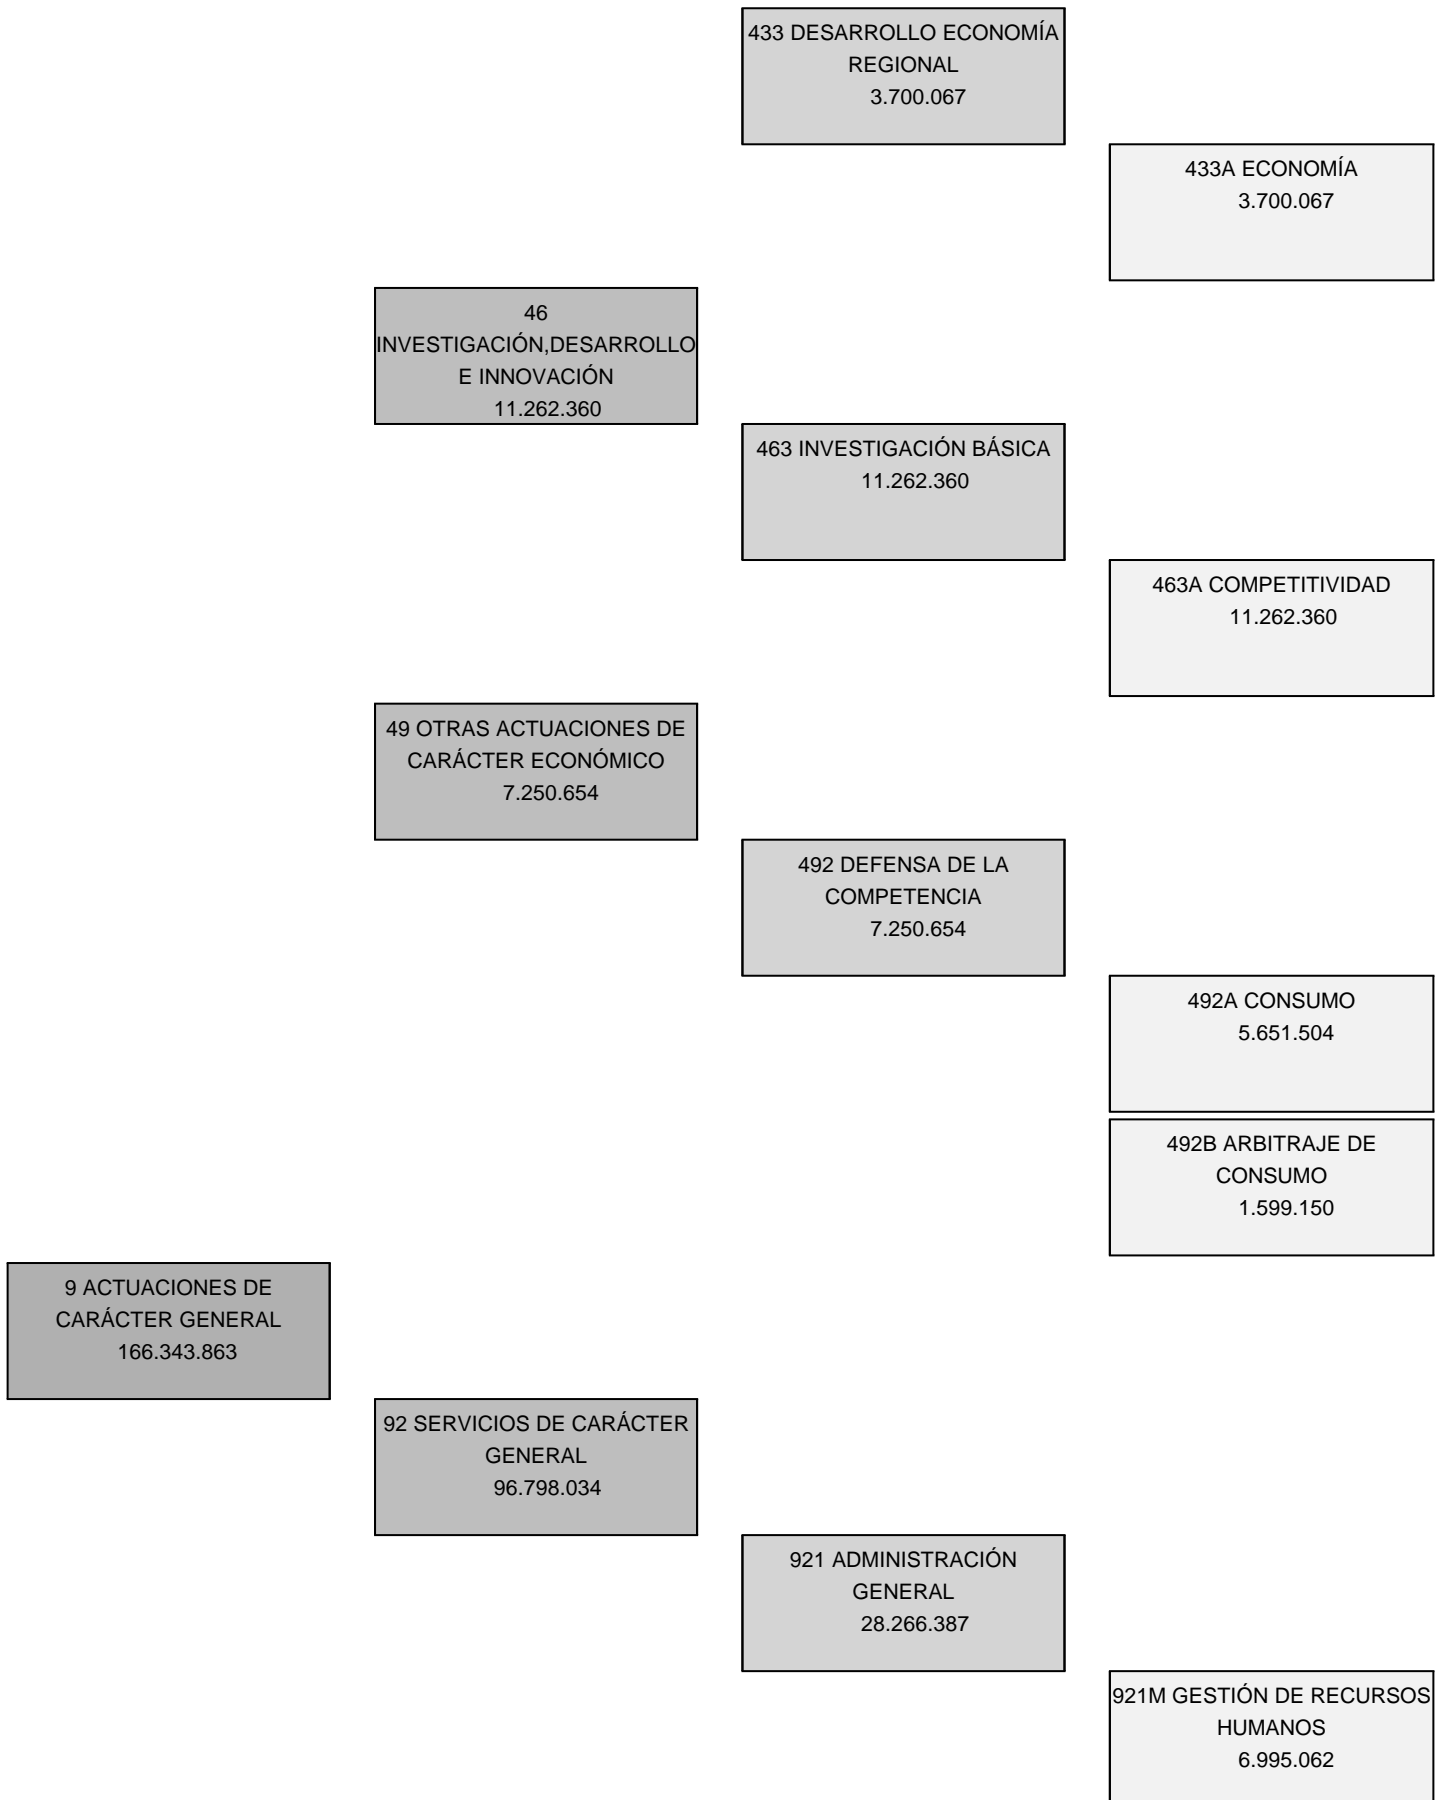 433 DESARROLLO ECONOMÍA
REGIONAL
3.700.067
433A ECONOMÍA
3.700.067
46
INVESTIGACIÓN,DESARROLLO
E INNOVACIÓN
11.262.360
463 INVESTIGACIÓN BÁSICA
11.262.360
463A COMPETITIVIDAD
11.262.360
49 OTRAS ACTUACIONES DE
CARÁCTER ECONÓMICO
7.250.654
492 DEFENSA DE LA
COMPETENCIA
7.250.654
492A CONSUMO
5.651.504
492B ARBITRAJE DE
CONSUMO
1.599.150
9 ACTUACIONES DE
CARÁCTER GENERAL
166.343.863
92 SERVICIOS DE CARÁCTER
GENERAL
96.798.034
921 ADMINISTRACIÓN
GENERAL
28.266.387
921M GESTIÓN DE RECURSOS
HUMANOS
6.995.062